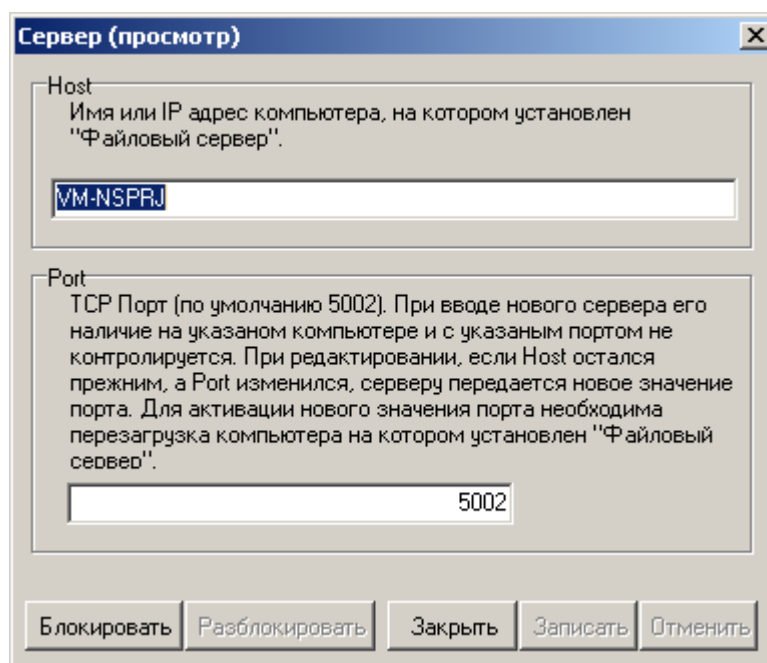 Сервер (просмотр)
Host
Имя или IP адрес компьютера, на котором установлен
"Файловый сервер".
VM-NSPRJ
Port
TCP Порт (по умолчанию 5002). При вводе нового сервера его
наличие на указаном компьютере и с указаным портом не
контролируется. При редактировании, если Host остался
прежним, а Port изменился, серверу передается новое значение
порта. Для активации нового значения порта необходима
перезагрузка компьютера на котором установлен "Файловый
сервер".
5002
Блокировать Разблокировать Закрыть Записать Отменить